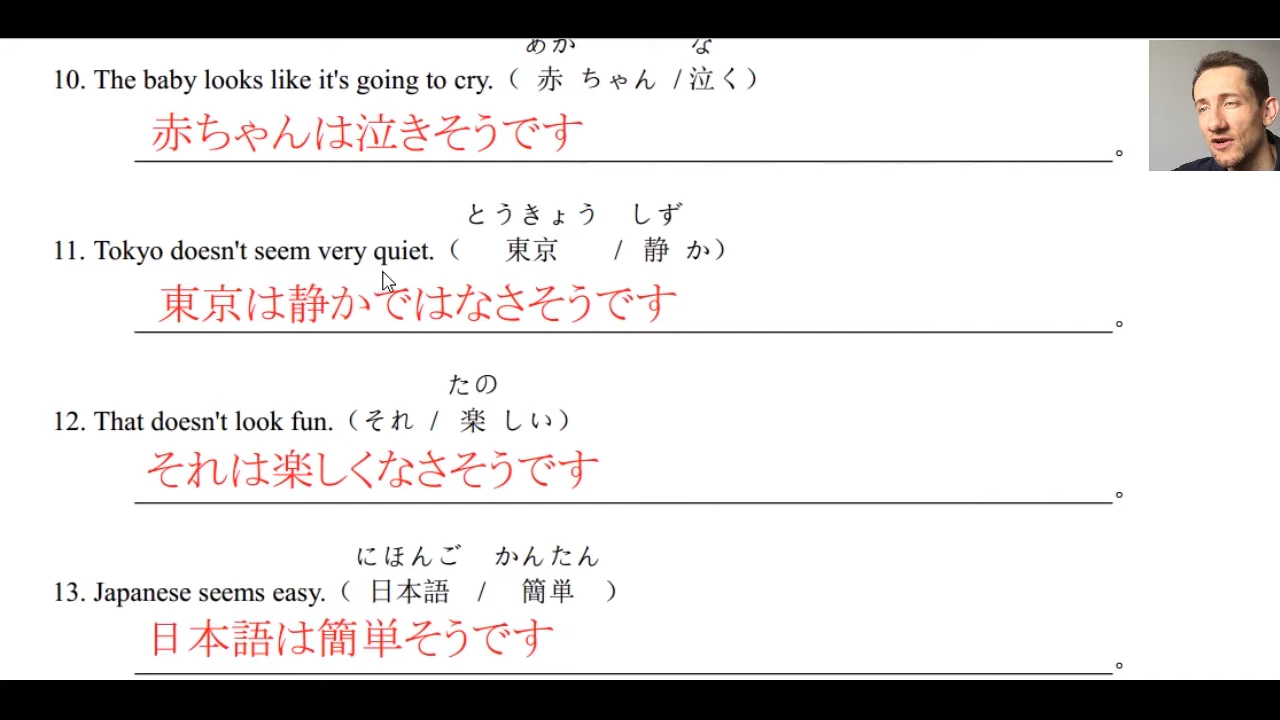 あか な
10. The baby looks like it's going to cry.（ 赤 ちゃん / 泣く）
赤ちゃんは泣きそうです 。
とうきょう しず
11. Tokyo doesn't seem very quiet.（ 東京 / 静 か）
東京は静かではなさそうです 。
たの
12. That doesn't look fun.（それ / 楽 しい）
それは楽しくなさそうです 。
にほんご かんたん
13. Japanese seems easy.（ 日本語 / 簡単 ）
日本語は簡単そうです 。